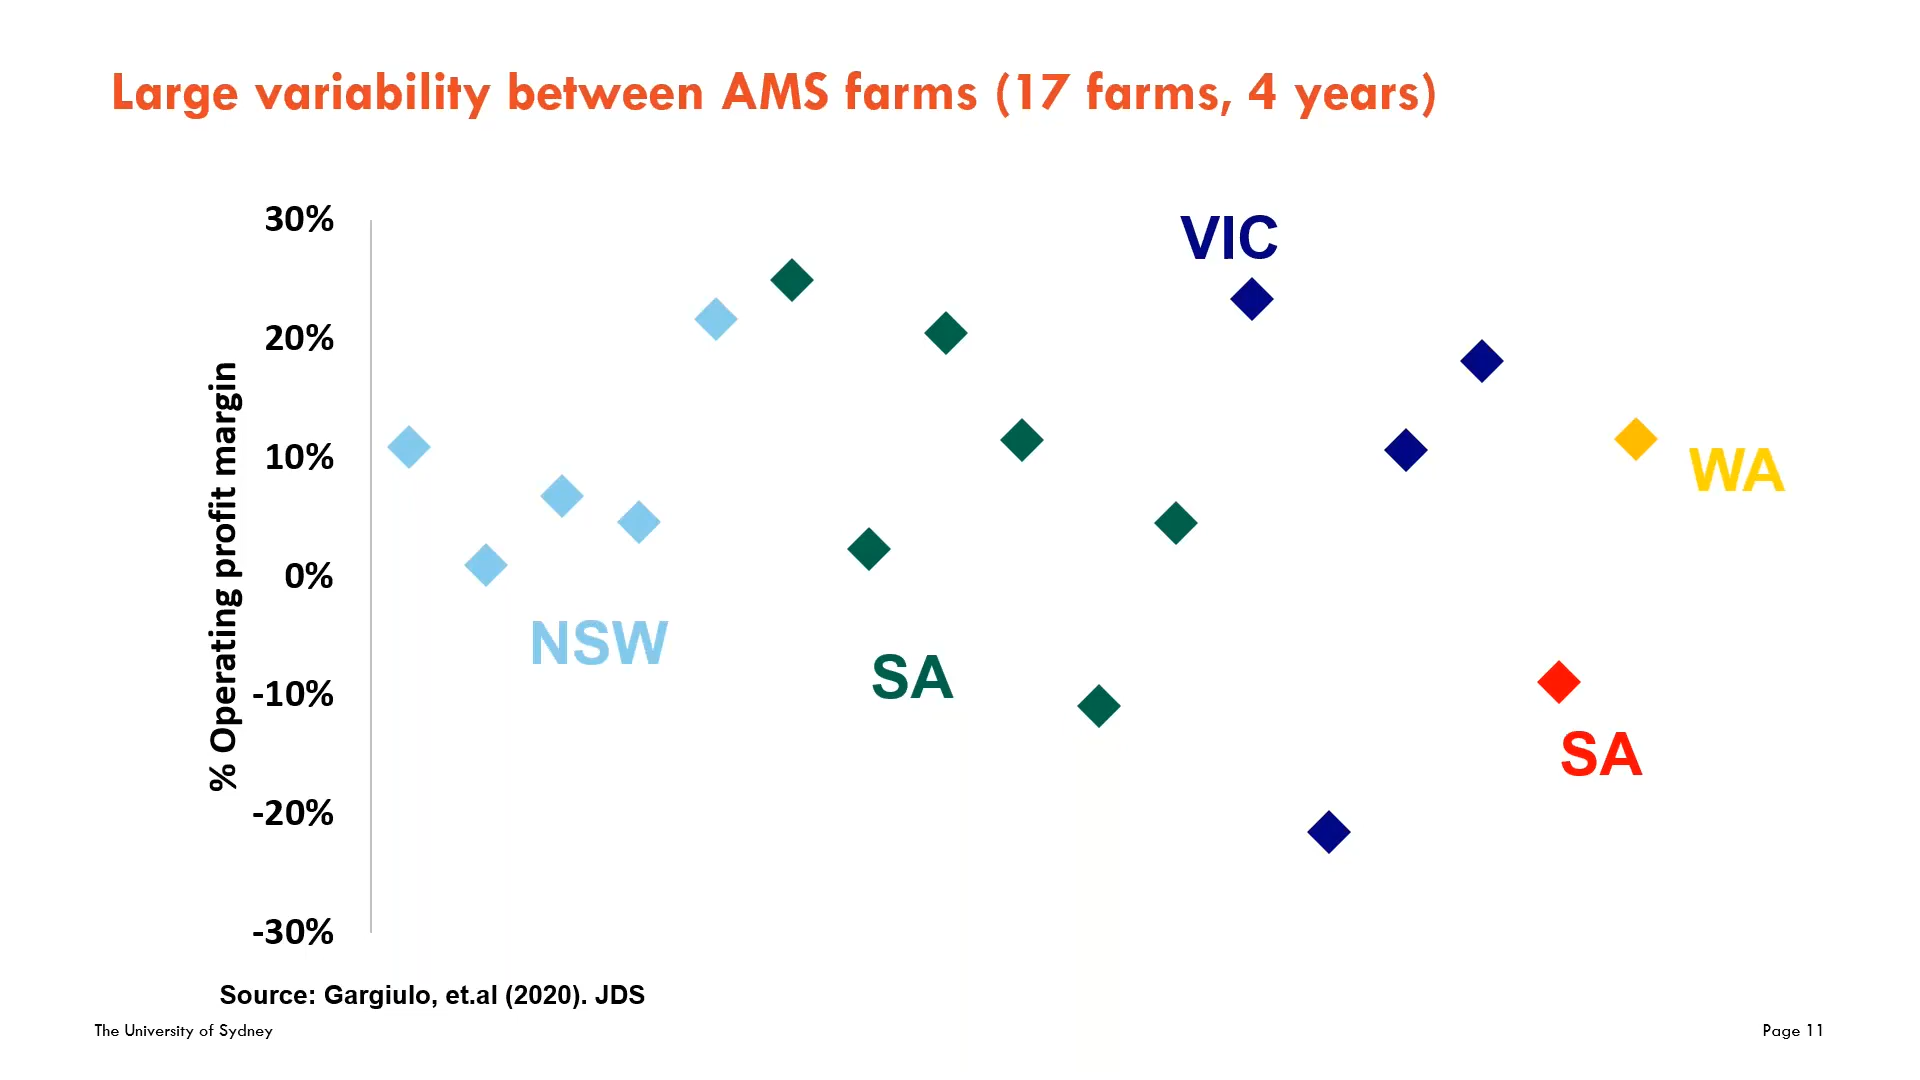 Large variability between AMS farms (17 farms, 4 years)
% Operating profit margin
30%
20%
10%
0%
-10%
-20%
-30%
NSW
SA
VIC
SA
WA
Source: Gargiulo, et.al (2020). JDS
The University of Sydney
Page 11